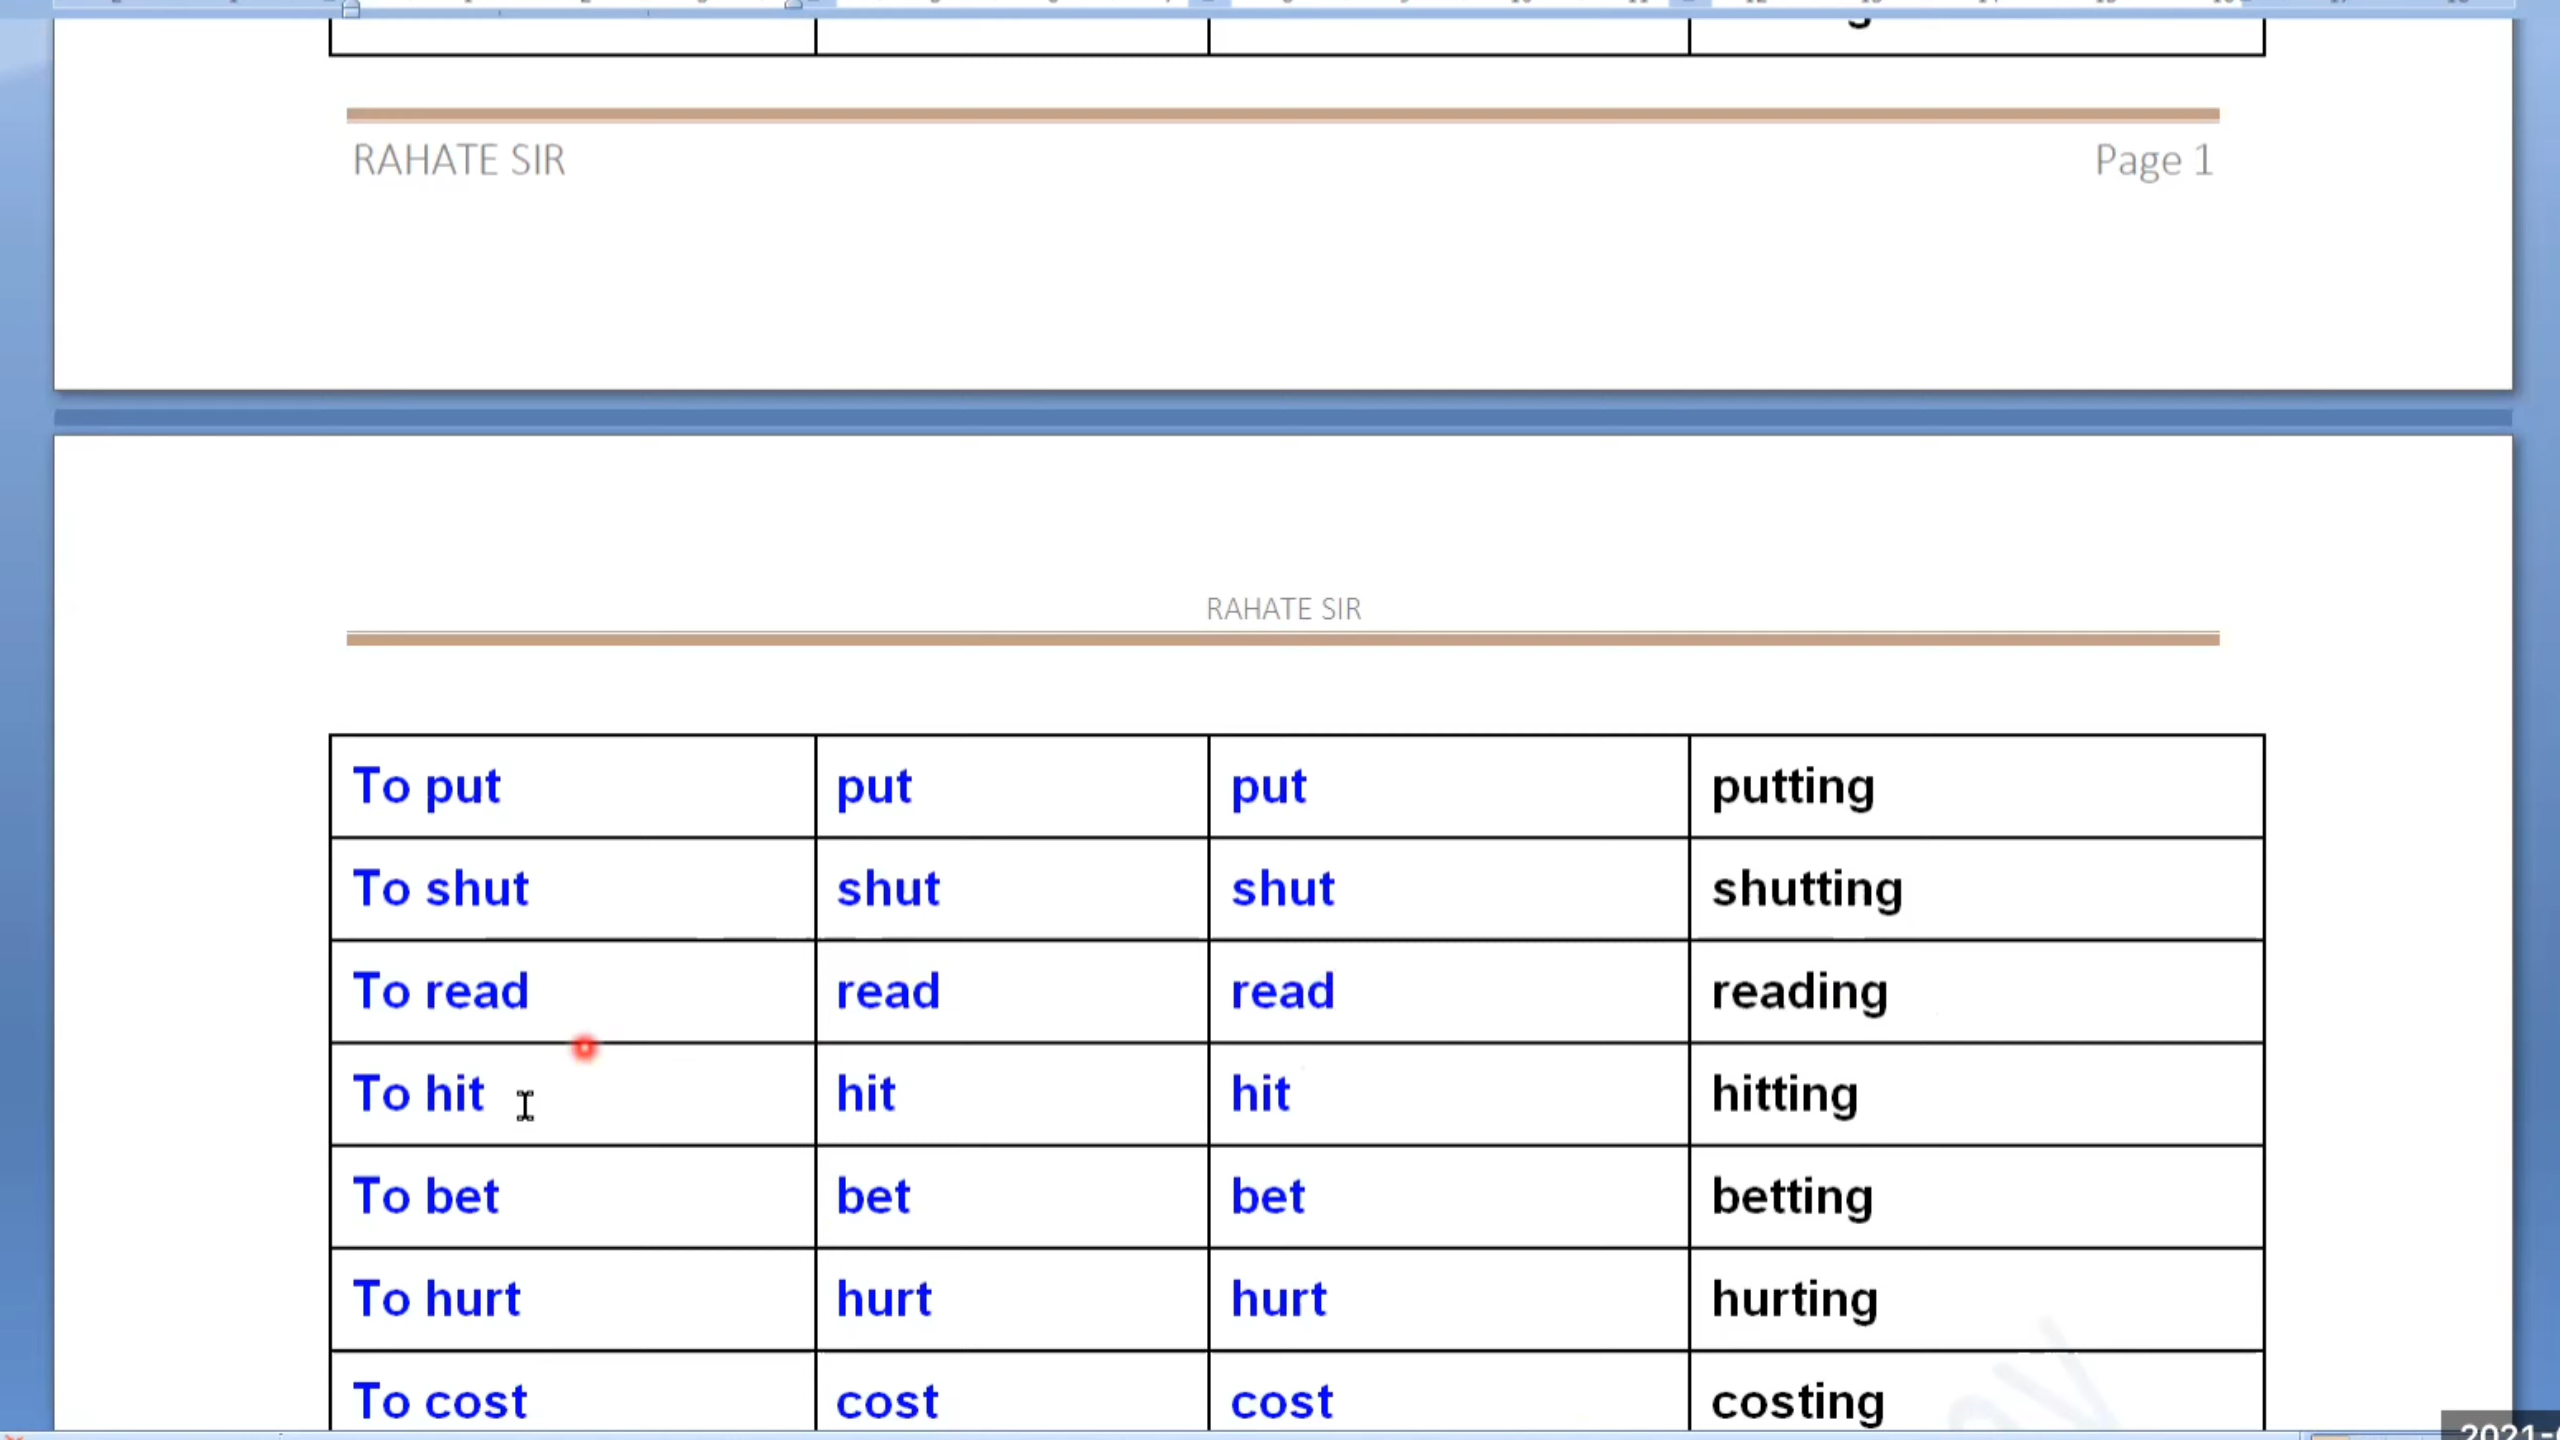 RAHATE SIR Page 1
RAHATE SIR
To put put put putting
To shut shut shut shutting
To read read read reading
To hit hit hit hitting
To bet bet bet betting
To hurt hurt hurt hurting
To cost cost cost costing